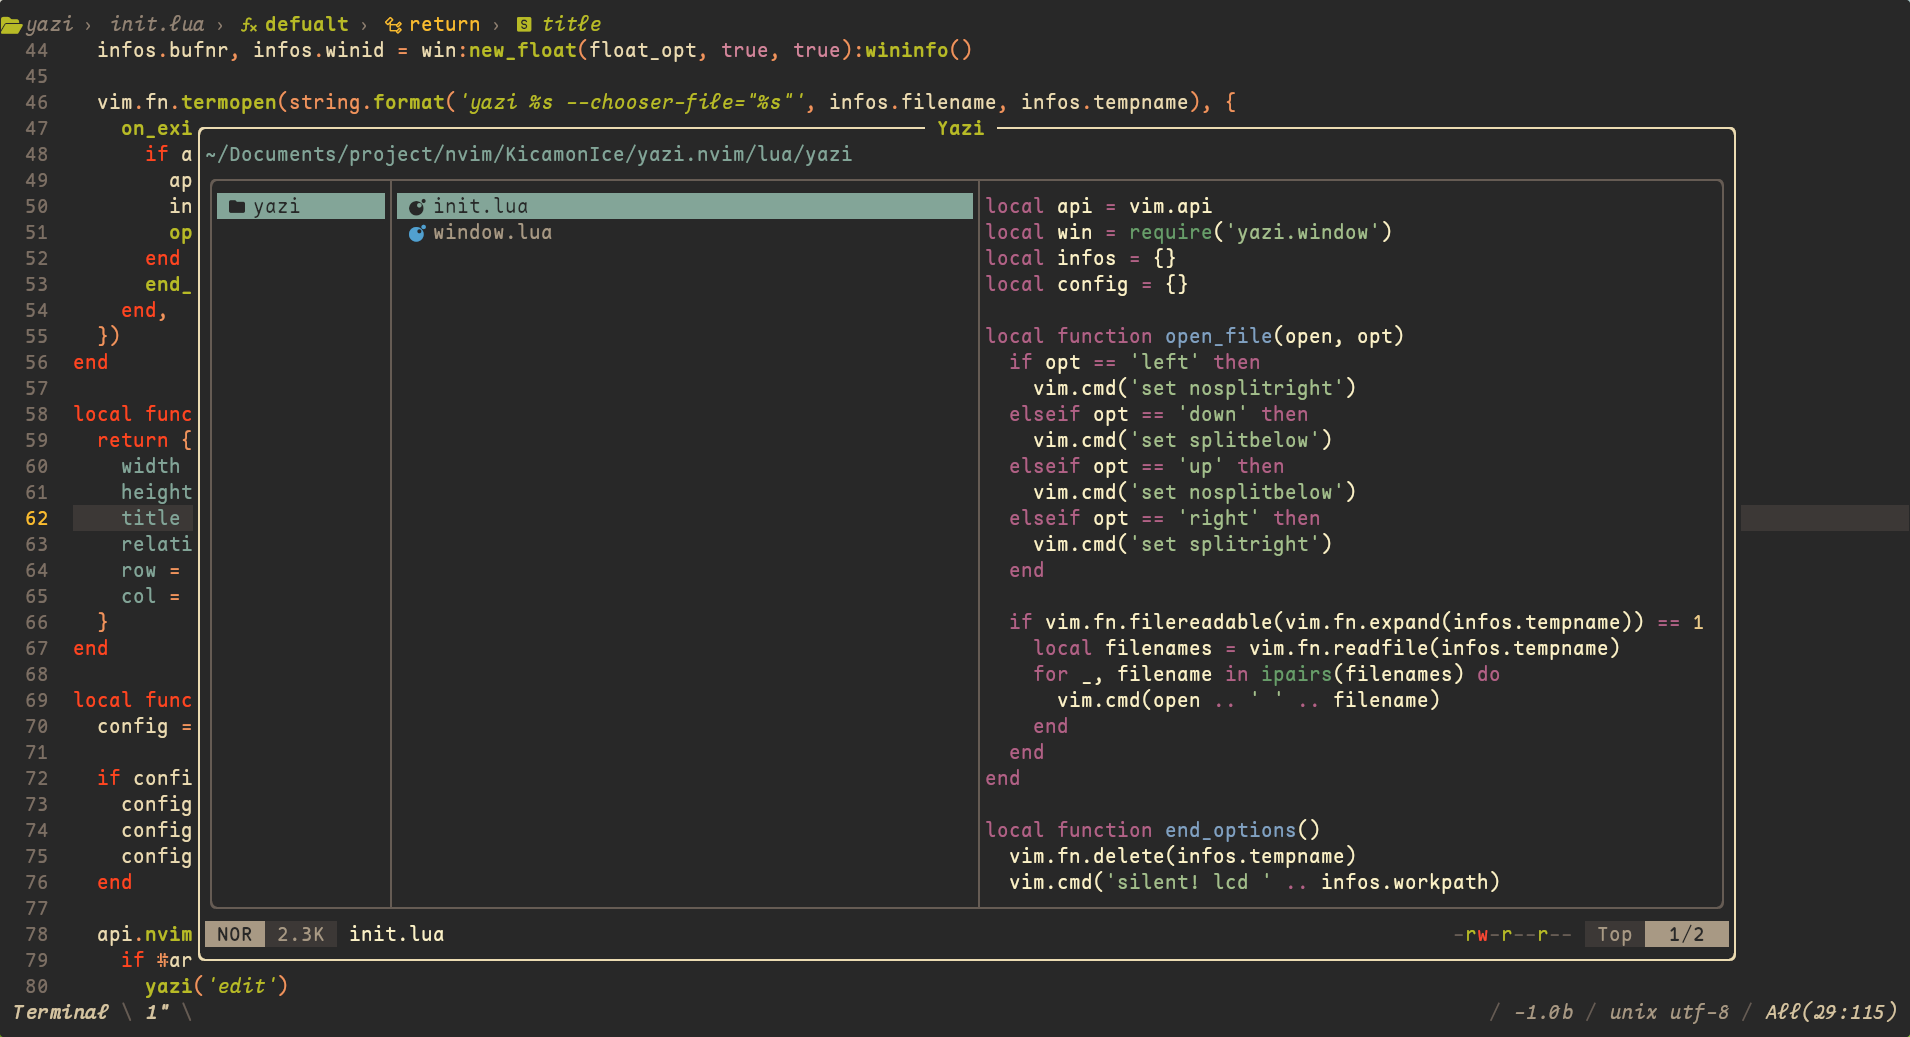 yazi › init.lua › fx defualt › return › S title
44 infos.bufnr, infos.winid = win:new_float(float_opt, true, true):wininfo()
45
46 vim.fn.termopen(string.format('yazi %s --chooser-file="%s"', infos.filename, infos.tempname), {
47 on_exi
Yazi
48 if a
~/Documents/project/nvim/KicamonIce/yazi.nvim/lua/yazi
49 ap
50 in
51 op
52 end
53 end_
54 end,
55 })
56 end
57
58 local func
59 return {
60 width
61 height
62 title
63 relati
64 row =
65 col =
66 }
67 end
68
69 local func
70 config =
71
72 if confi
73 config
74 config
75 config
76 end
77
78 api.nvim
79 if #ar
80 yazi('edit')
yazi
init.lua
window.lua
local api = vim.api
local win = require('yazi.window')
local infos = {}
local config = {}
local function open_file(open, opt)
if opt == 'left' then
vim.cmd('set nosplitright')
elseif opt == 'down' then
vim.cmd('set splitbelow')
elseif opt == 'up' then
vim.cmd('set nosplitbelow')
elseif opt == 'right' then
vim.cmd('set splitright')
end
if vim.fn.filereadable(vim.fn.expand(infos.tempname)) == 1
local filenames = vim.fn.readfile(infos.tempname)
for _, filename in ipairs(filenames) do
vim.cmd(open .. ' ' .. filename)
end
end
end
local function end_options()
vim.fn.delete(infos.tempname)
vim.cmd('silent! lcd ' .. infos.workpath)
NOR 2.3K init.lua -rw-r--r-- Top 1/2
Terminal \ 1" \ / -1.0b / unix utf-8 / All(29:115)